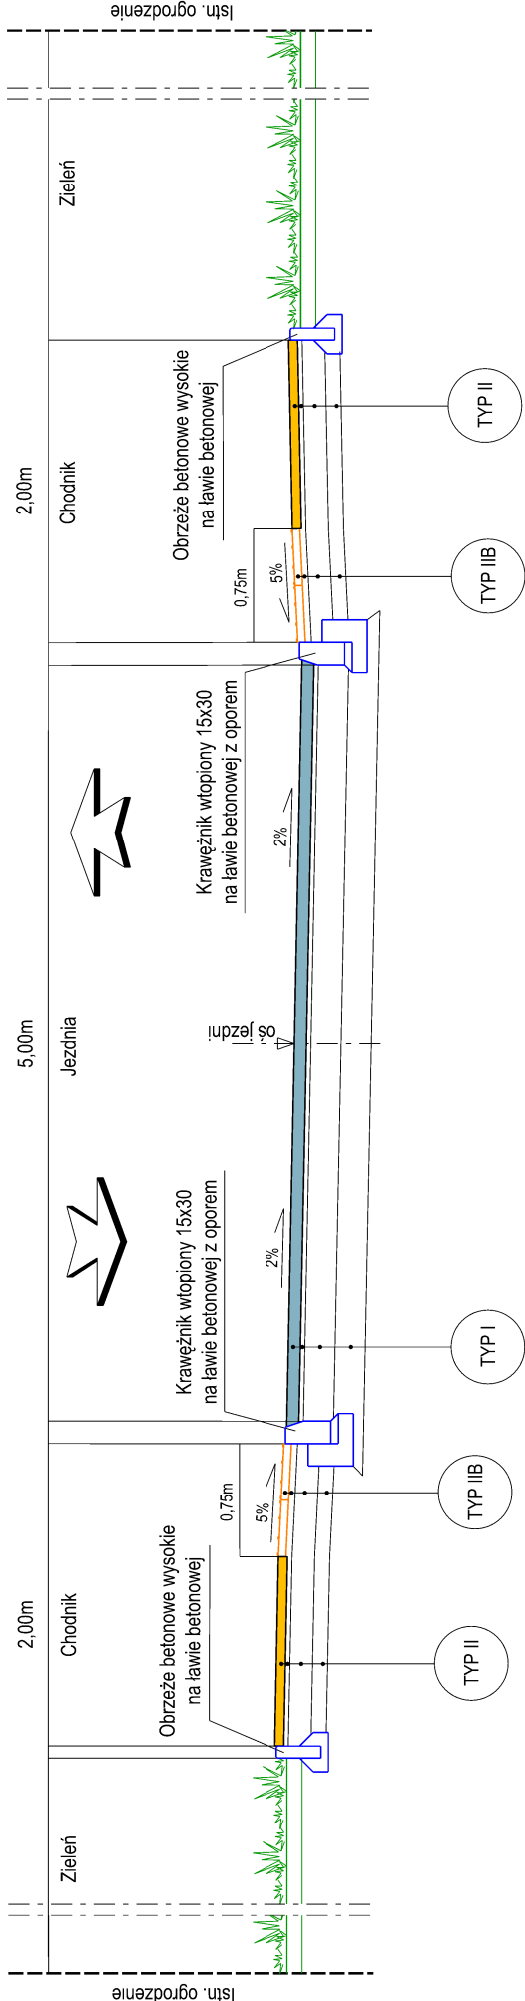 Istn. ogrodzenie
Zieleń
2,00m
Chodnik
Obrzeże betonowe wysokie
na ławie betonowej
0,75m
5%
TYP II
TYP IIB
Krawężnik wtopiony 15x30
na ławie betonowej z oporem
2%
TYP I
5,00m
Jezdnia
oś jezdni
Krawężnik wtopiony 15x30
na ławie betonowej z oporem
2%
2,00m
Chodnik
0,75m
5%
Obrzeże betonowe wysokie
na ławie betonowej
TYP IIB
TYP II
Zieleń
Istn. ogrodzenie